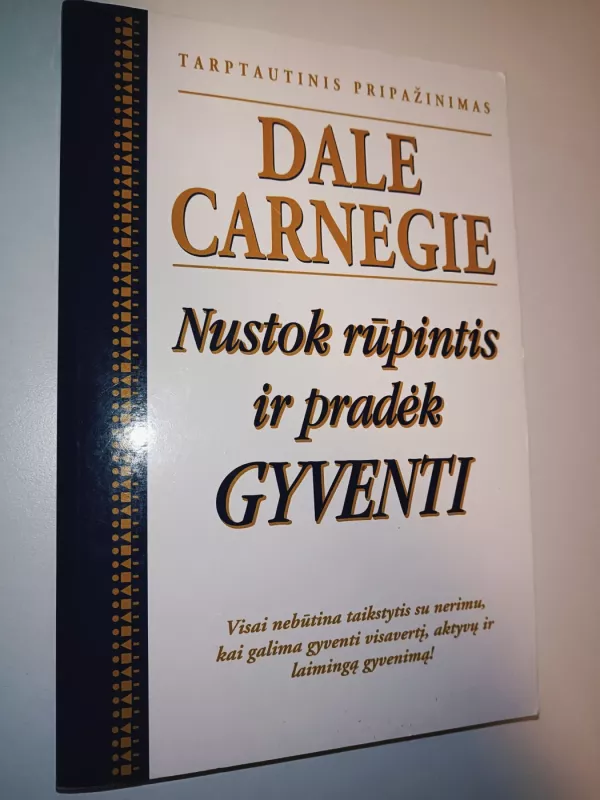 TARPTAUTINIS PRIPAŽINIMAS
DALE
CARNEGIE
Nustok rūpintis
ir pradėk
GYVENTI
Visai nebūtina taikstytis su nerimu,
kai galima gyventi visavertį, aktyvų ir
laimingą gyvenimą!